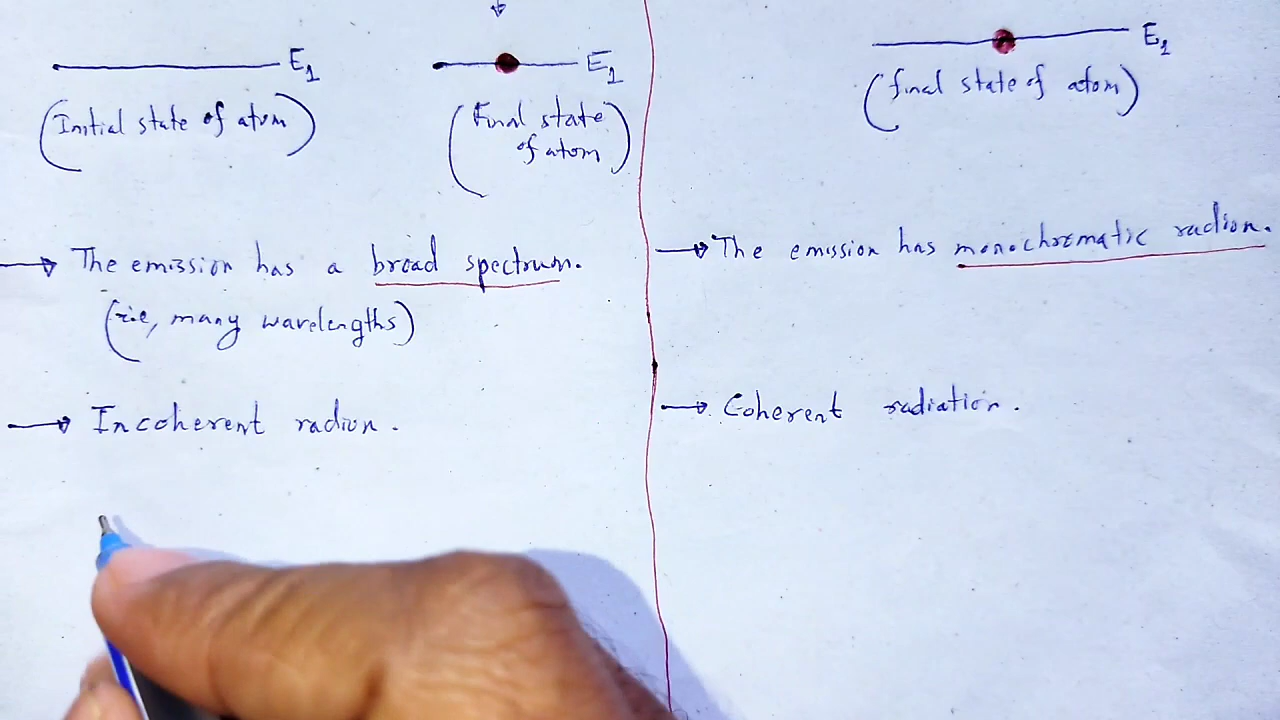 E1
(Initial state of atom)
E1
(Final state
of atom)
→ The emission has a broad spectrum.
(i.e, many wavelengths)
→ Incoherent radion.
E1
(final state of atom)
→ The emission has monochromatic radion.
→ Coherent radiation.